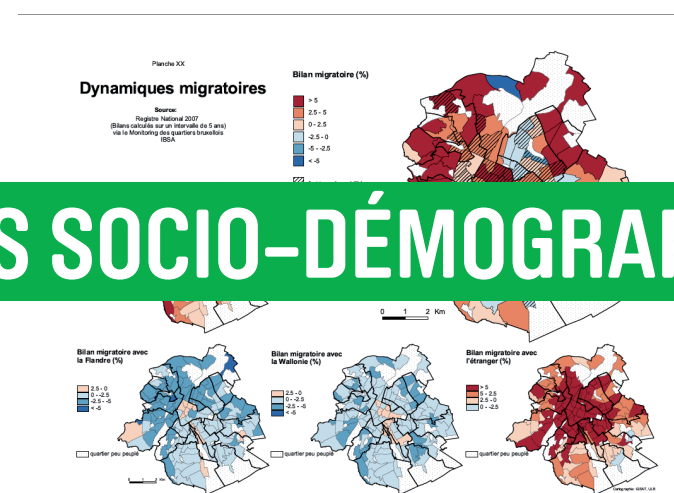 Planche XX
Dynamiques migratoires
Source:
Registre National 2007
(Bilans calculés sur un intervalle de 5 ans)
via le Monitoring des quartiers bruxellois
IBSA
Bilan migratoire (%)
> 5
2.5 - 5
0 - 2.5
-2.5 - 0
-5 - -2.5
< -5
S SOCIO-DÉMOGRA
0 1 2 Km
Bilan migratoire avec
la Flandre (%)
2.5 - 0
0 - -2.5
-2.5 - -5
< -5
quartier peu peuplé
0 1 2 Km
Bilan migratoire avec
la Wallonie (%)
2.5 - 0
0 - -2.5
-2.5 - -5
< -5
quartier peu peuplé
Bilan migratoire avec
l'étranger (%)
> 5
5 - 2.5
2.5 - 0
0 - -2.5
quartier peu peuplé